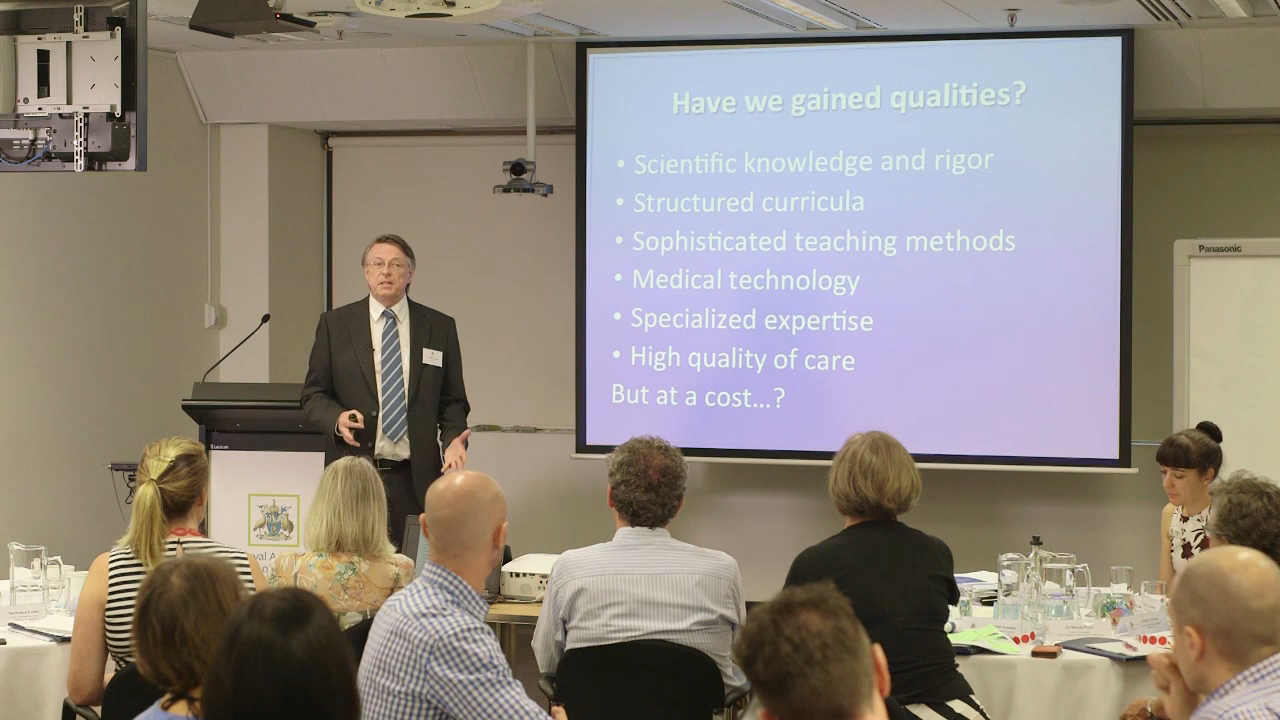 Have we gained qualities?
• Scientific knowledge and rigor
• Structured curricula
• Sophisticated teaching methods
• Medical technology
• Specialized expertise
• High quality of care
But at a cost...?
Panasonic